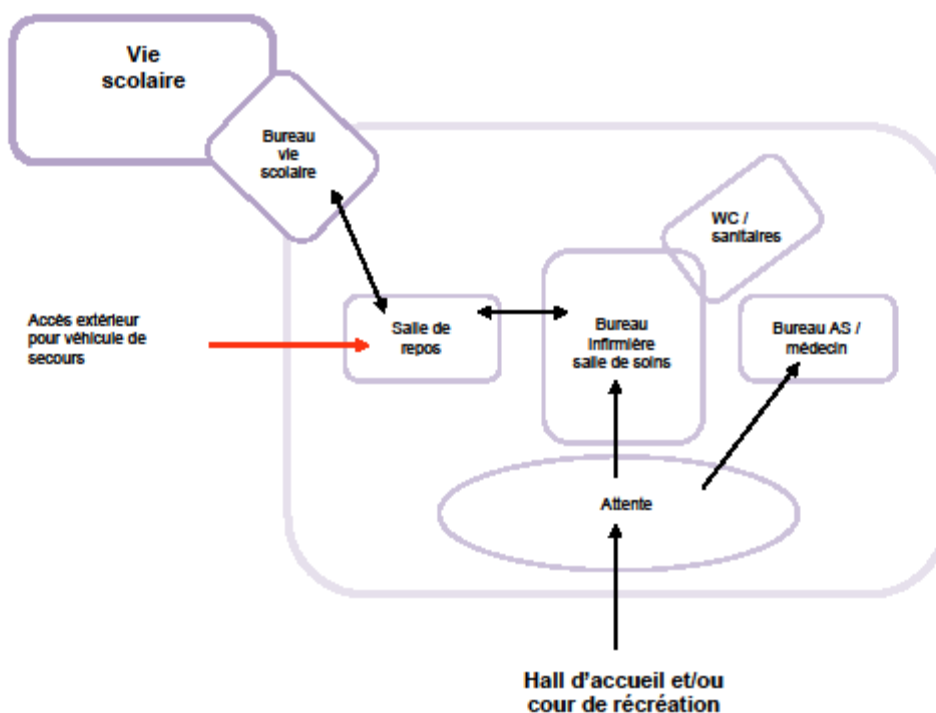 Vie
scolaire
Bureau
vie
scolaire
WC /
sanitaires
Accès extérieur
pour véhicule de
secours
Salle de
repos
Bureau
infirmière
salle de soins
Bureau AS /
médecin
Attente
Hall d'accueil et/ou
cour de récréation